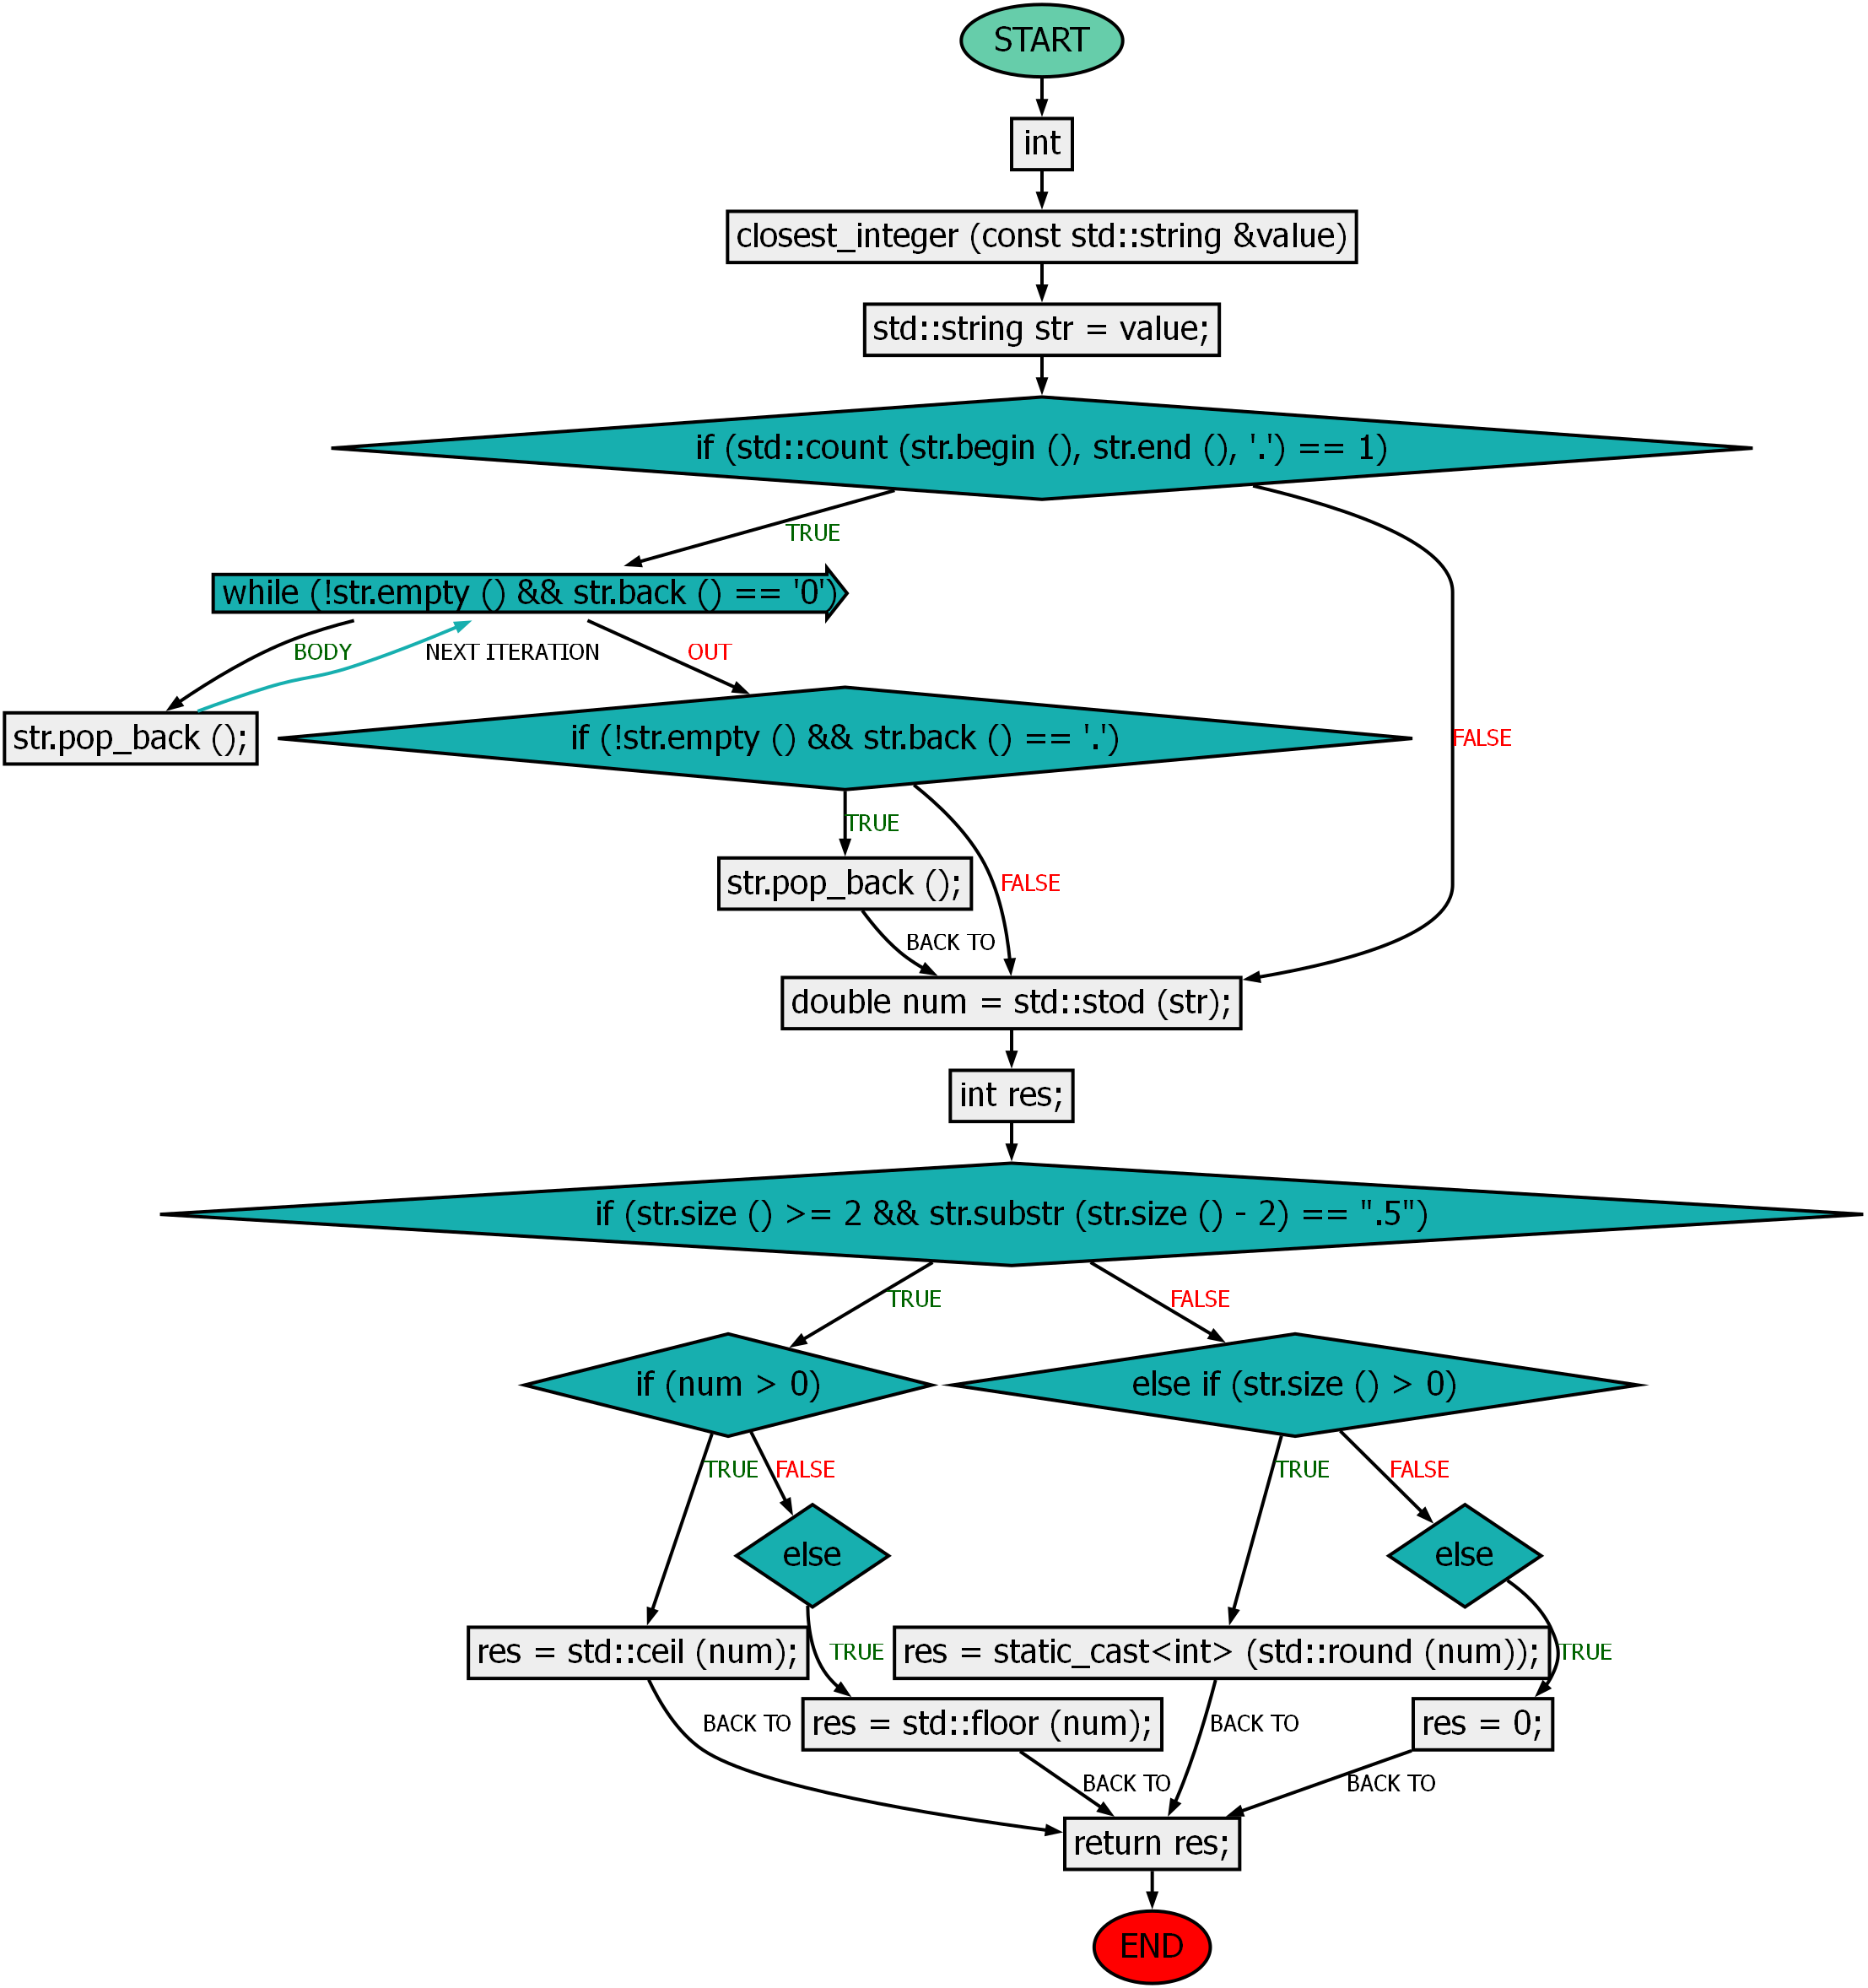 START
int
closest_integer (const std::string &value)
std::string str = value;
if (std::count (str.begin (), str.end (), '.') == 1)
TRUE
while (!str.empty () && str.back () == '0')
BODY
NEXT ITERATION
OUT
str.pop_back ();
if (!str.empty () && str.back () == '.')
FALSE
TRUE
str.pop_back ();
FALSE
BACK TO
double num = std::stod (str);
int res;
if (str.size () >= 2 && str.substr (str.size () - 2) == ".5")
TRUE
FALSE
if (num > 0)
else if (str.size () > 0)
TRUE
FALSE
TRUE
FALSE
else
else
res = std::ceil (num);
TRUE
res = static_cast<int> (std::round (num));
TRUE
BACK TO
res = std::floor (num);
BACK TO
res = 0;
BACK TO
BACK TO
return res;
END